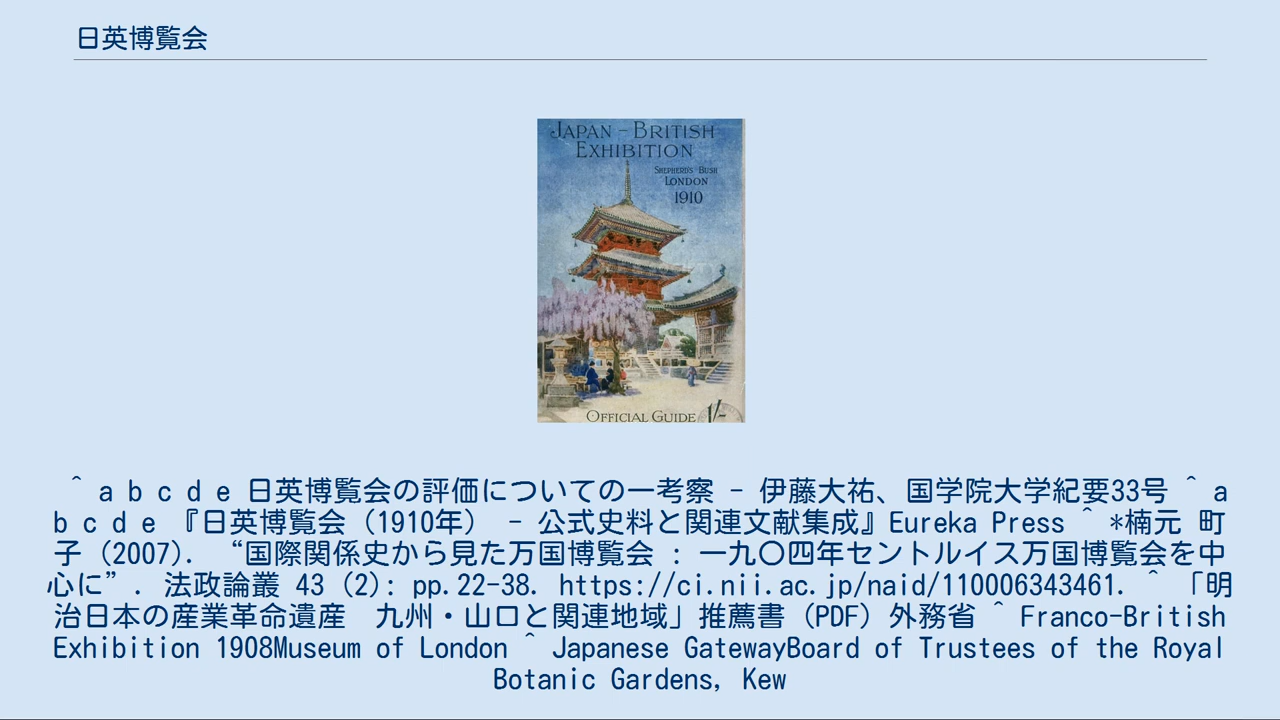 日英博覧会
JAPAN - BRITISH
EXHIBITION
SHEPHERD'S BUSH
LONDON
1910
OFFICIAL GUIDE 1/-
^ a b c d e 日英博覧会の評価についての一考察 - 伊藤大祐、国学院大学紀要33号 ^ a
b c d e 『日英博覧会（1910年） - 公式史料と関連文献集成』Eureka Press ^ *楠元 町
子 (2007). “国際関係史から見た万国博覧会 : 一九〇四年セントルイス万国博覧会を中
心に”. 法政論叢 43 (2): pp.22-38. https://ci.nii.ac.jp/naid/110006343461. ^ 「明
治日本の産業革命遺産　九州・山口と関連地域」推薦書（PDF）外務省 ^ Franco-British
Exhibition 1908Museum of London ^ Japanese GatewayBoard of Trustees of the Royal
Botanic Gardens, Kew